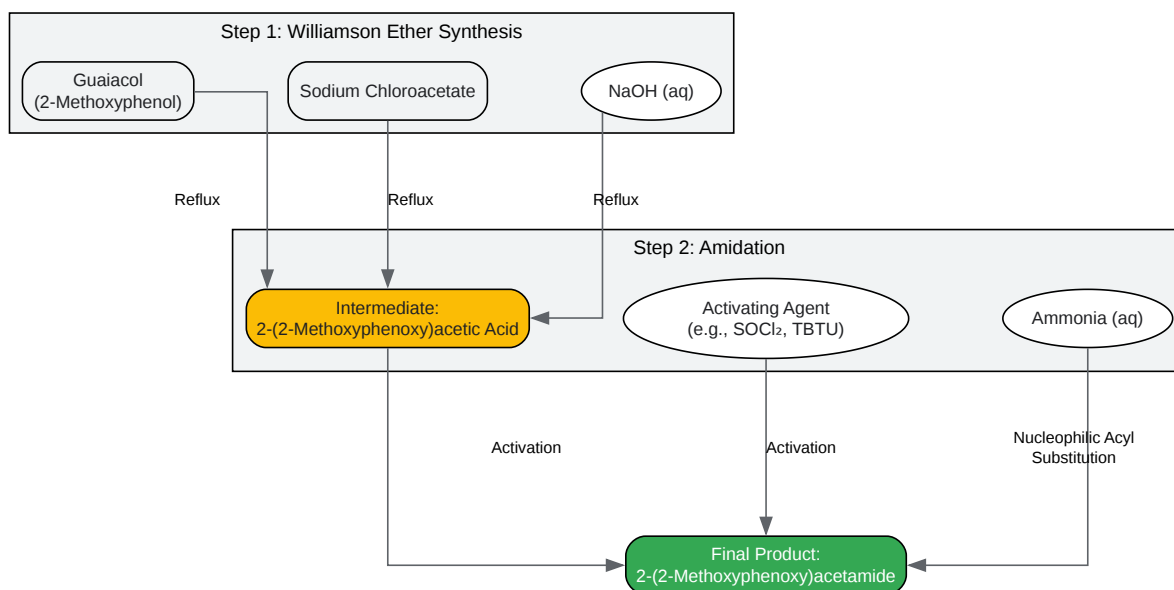 Step 1: Williamson Ether Synthesis
Guaiacol
(2-Methoxyphenol)
Sodium Chloroacetate
NaOH (aq)
Reflux
Reflux
Reflux
Step 2: Amidation
Intermediate:
2-(2-Methoxyphenoxy)acetic Acid
Activating Agent
(e.g., SOCl₂, TBTU)
Ammonia (aq)
Activation
Activation
Nucleophilic Acyl
Substitution
Final Product:
2-(2-Methoxyphenoxy)acetamide